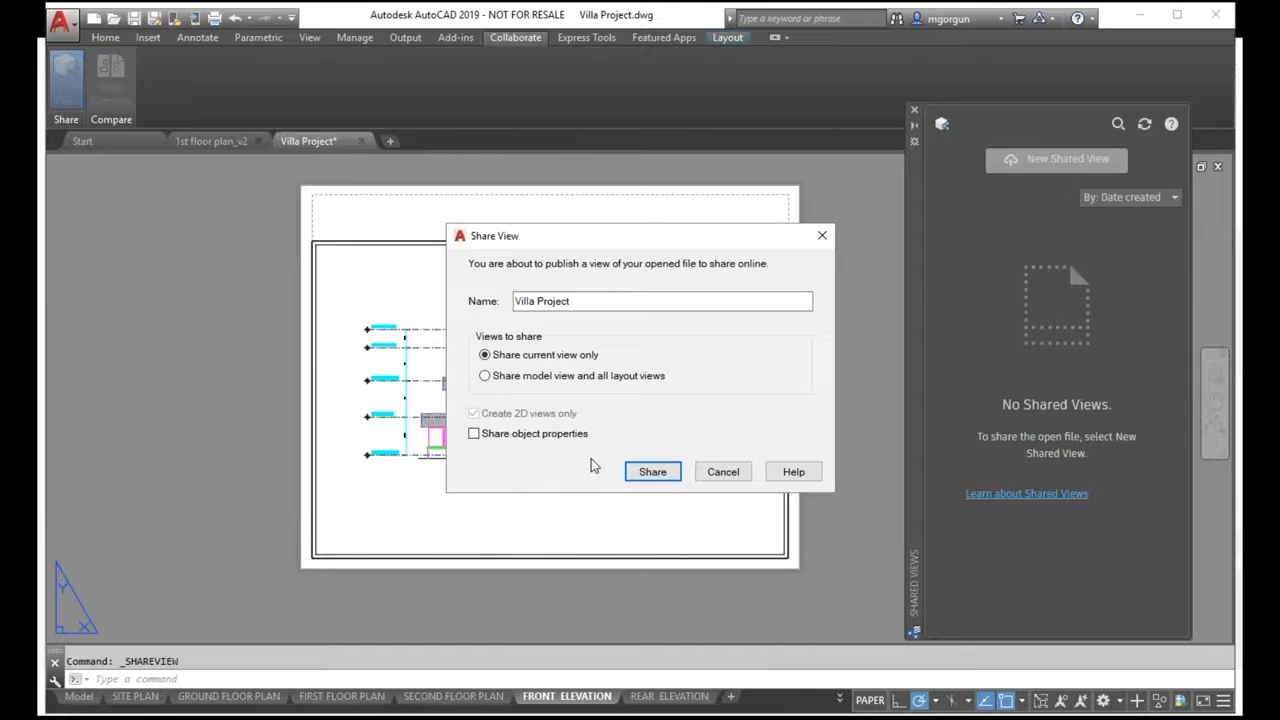 Autodesk AutoCAD 2019 - NOT FOR RESALE Villa Project.dwg
Type a keyword or phrase
mgorgun
Home Insert Annotate Parametric View Manage Output Add-ins Collaborate Express Tools Featured Apps Layout
Share Compare
Start 1st floor plan_v2 Villa Project*
New Shared View
By: Date created
Share View
You are about to publish a view of your opened file to share online.
Name: Villa Project
Views to share
Share current view only
Share model view and all layout views
Create 2D views only
Share object properties
Share Cancel Help
No Shared Views.
To share the open file, select New
Shared View.
Learn about Shared Views
SHARED VIEWS
Y
X
Command: _SHAREVIEW
Type a command
Model SITE PLAN GROUND FLOOR PLAN FIRST FLOOR PLAN SECOND FLOOR PLAN FRONT ELEVATION REAR ELEVATION
PAPER